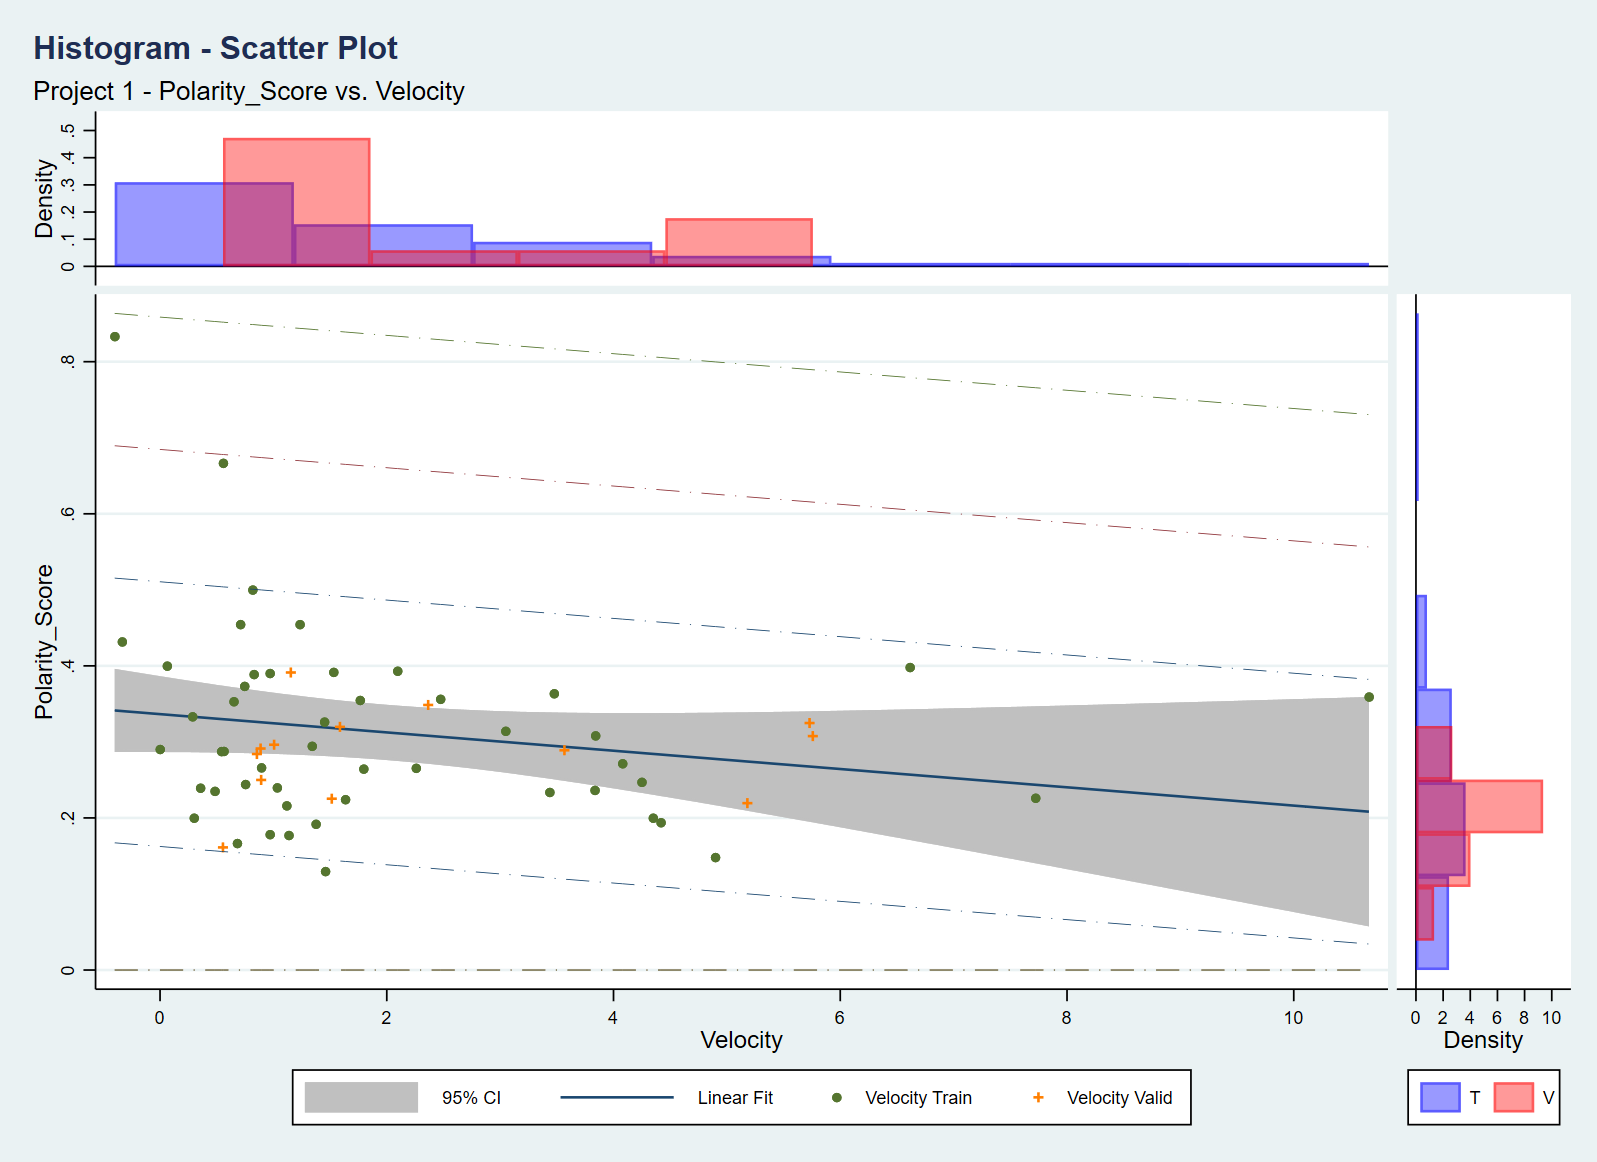 Histogram - Scatter Plot
Project 1 - Polarity_Score vs. Velocity
Density
.5
.4
.3
.2
.1
0
Polarity_Score
.8
.6
.4
.2
0
0 2 4 6 8 10
Velocity
0 2 4 6 8 10
Density
95% CI Linear Fit Velocity Train Velocity Valid
T V